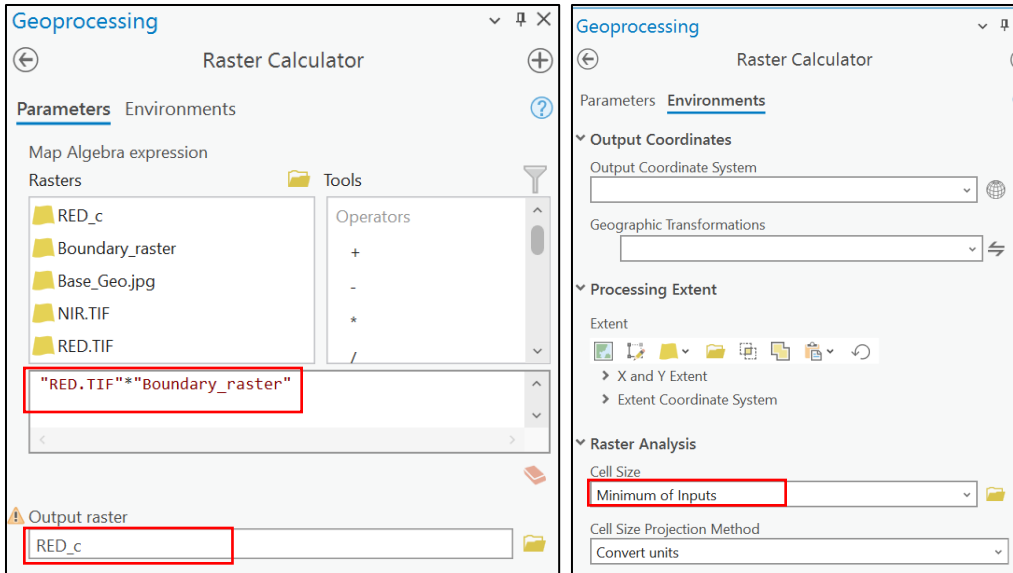 Geoprocessing
Raster Calculator
Parameters Environments
Map Algebra expression
Rasters Tools
RED_c
Boundary_raster
Base_Geo.jpg
NIR.TIF
RED.TIF
Operators
+
-
*
/
"RED.TIF"*"Boundary_raster"
Output raster
RED_c
Geoprocessing
Raster Calculator
Parameters Environments
Output Coordinates
Output Coordinate System
Geographic Transformations
Processing Extent
Extent
X and Y Extent
Extent Coordinate System
Raster Analysis
Cell Size
Minimum of Inputs
Cell Size Projection Method
Convert units